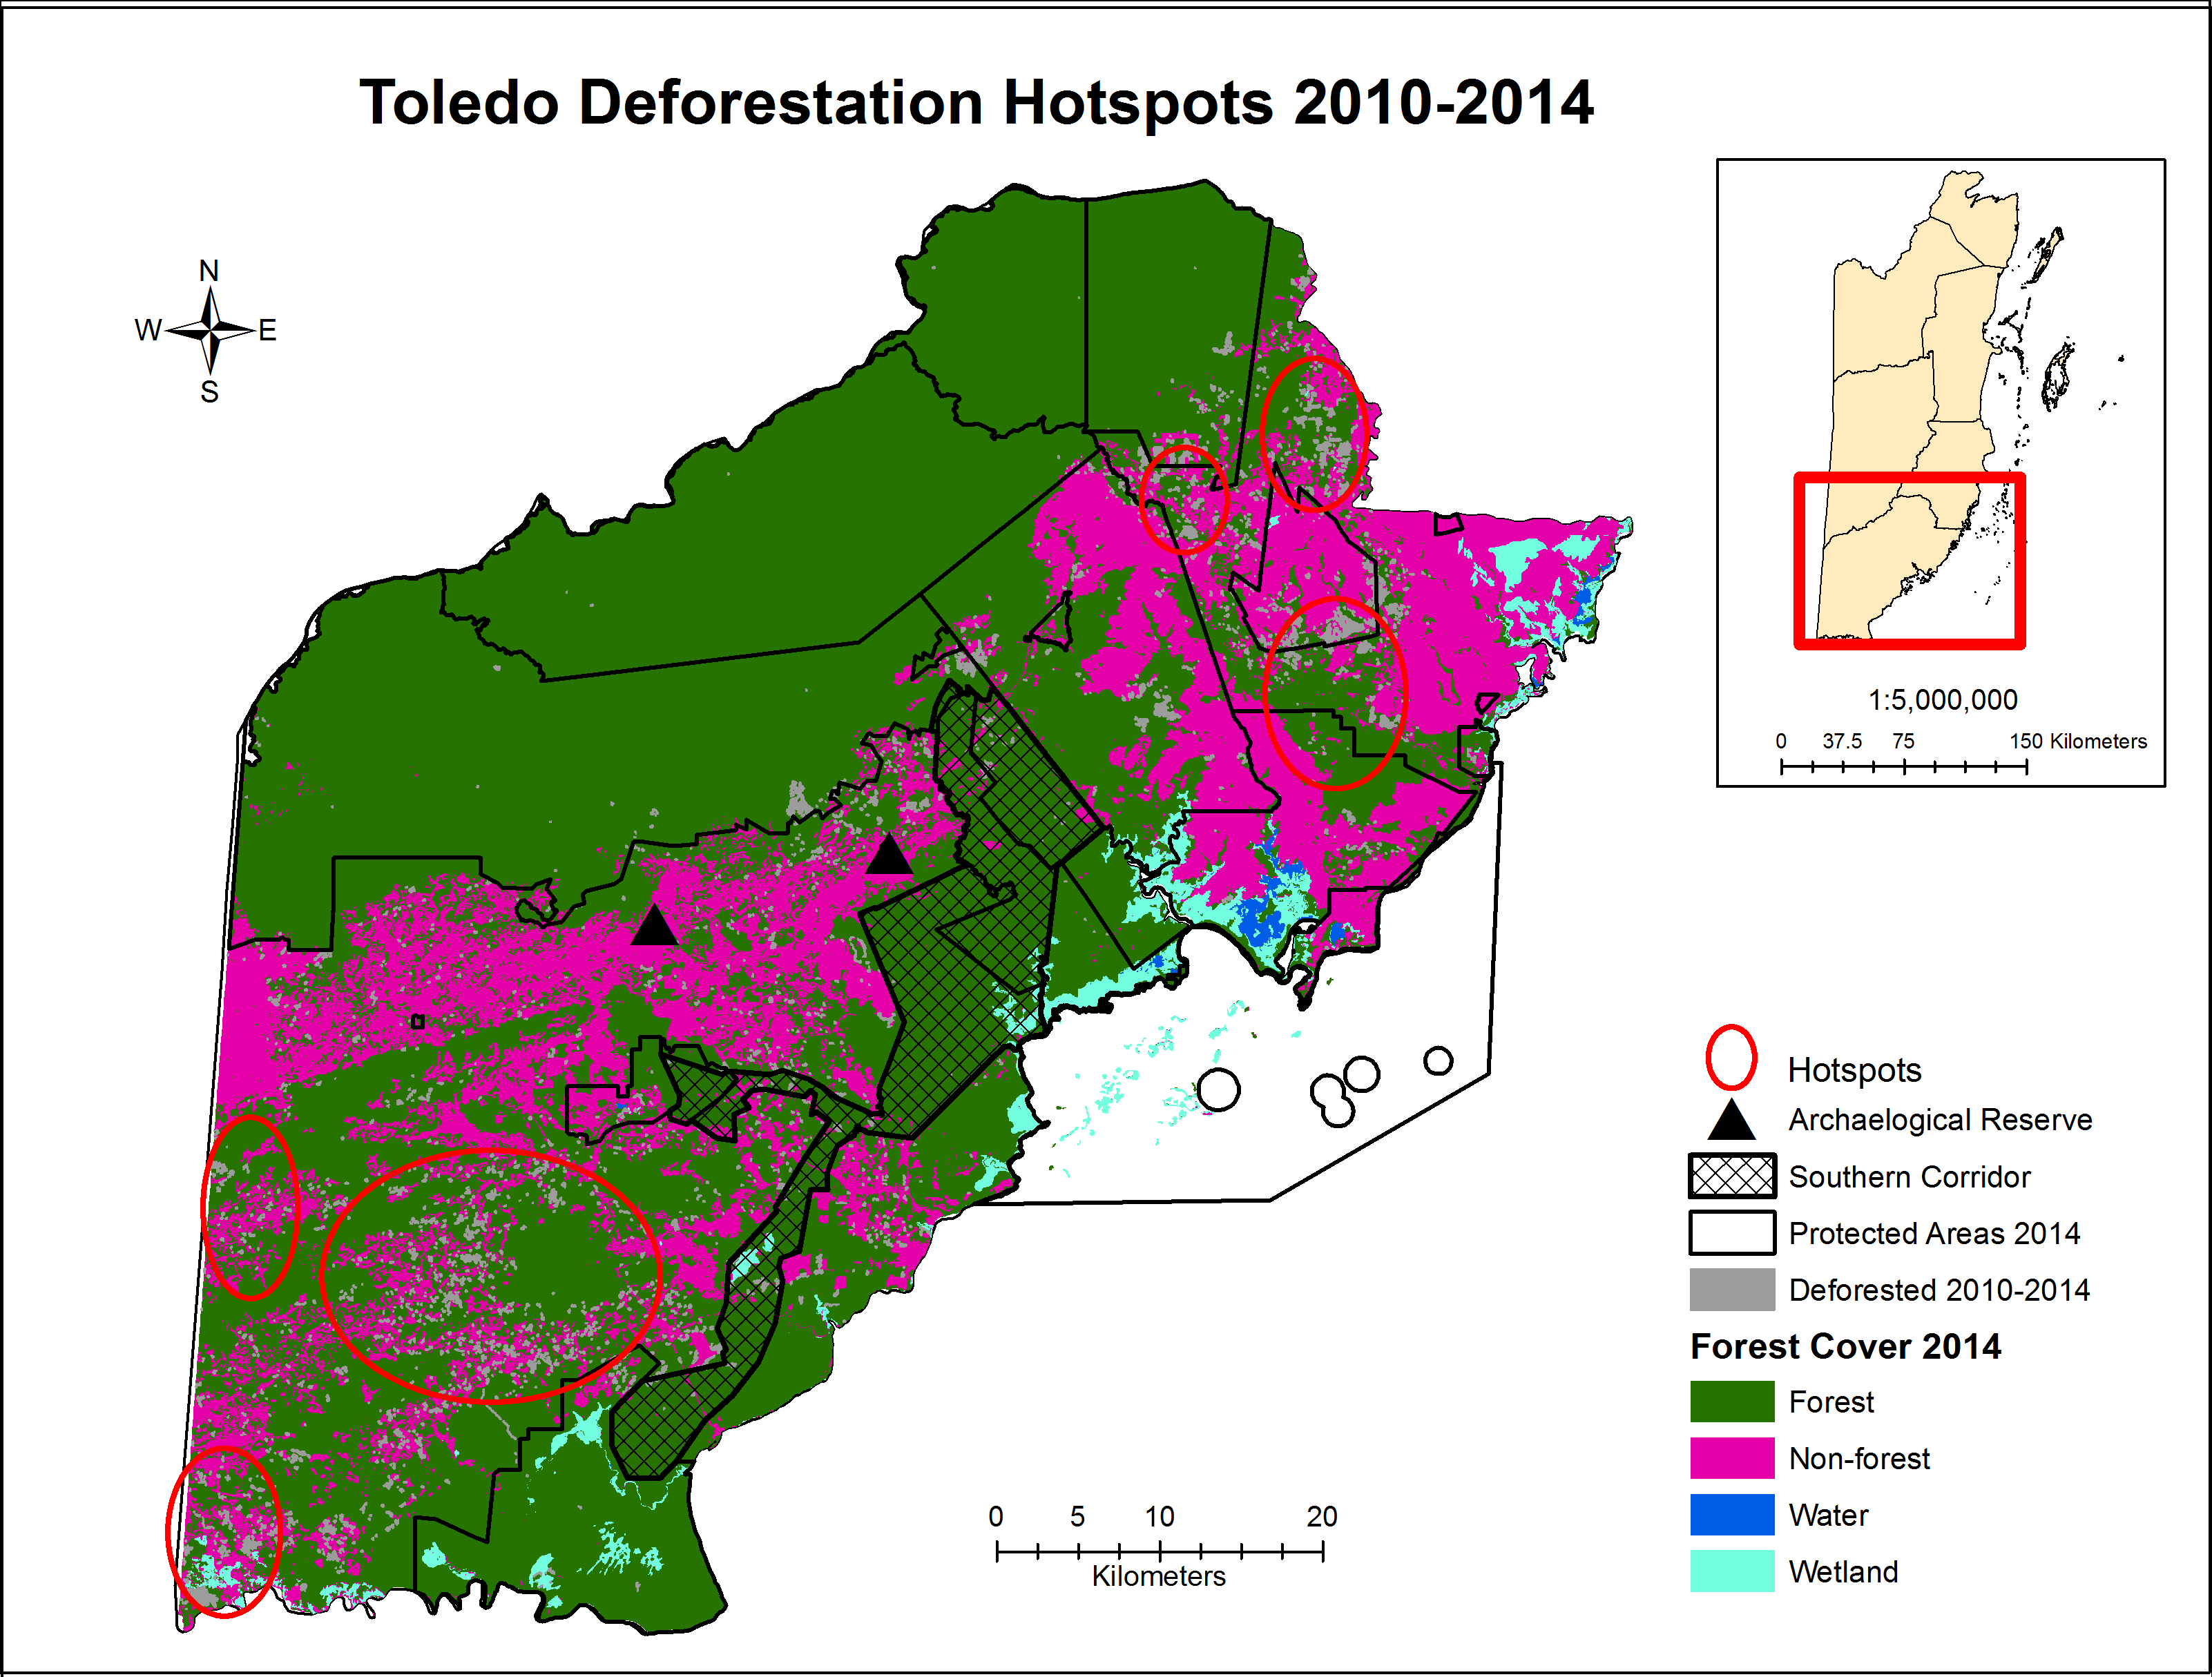 Toledo Deforestation Hotspots 2010-2014
N
W E
S
1:5,000,000
0 37.5 75 150 Kilometers
Hotspots
Archaelogical Reserve
Southern Corridor
Protected Areas 2014
Deforested 2010-2014
Forest Cover 2014
Forest
Non-forest
Water
Wetland
0 5 10 20
Kilometers